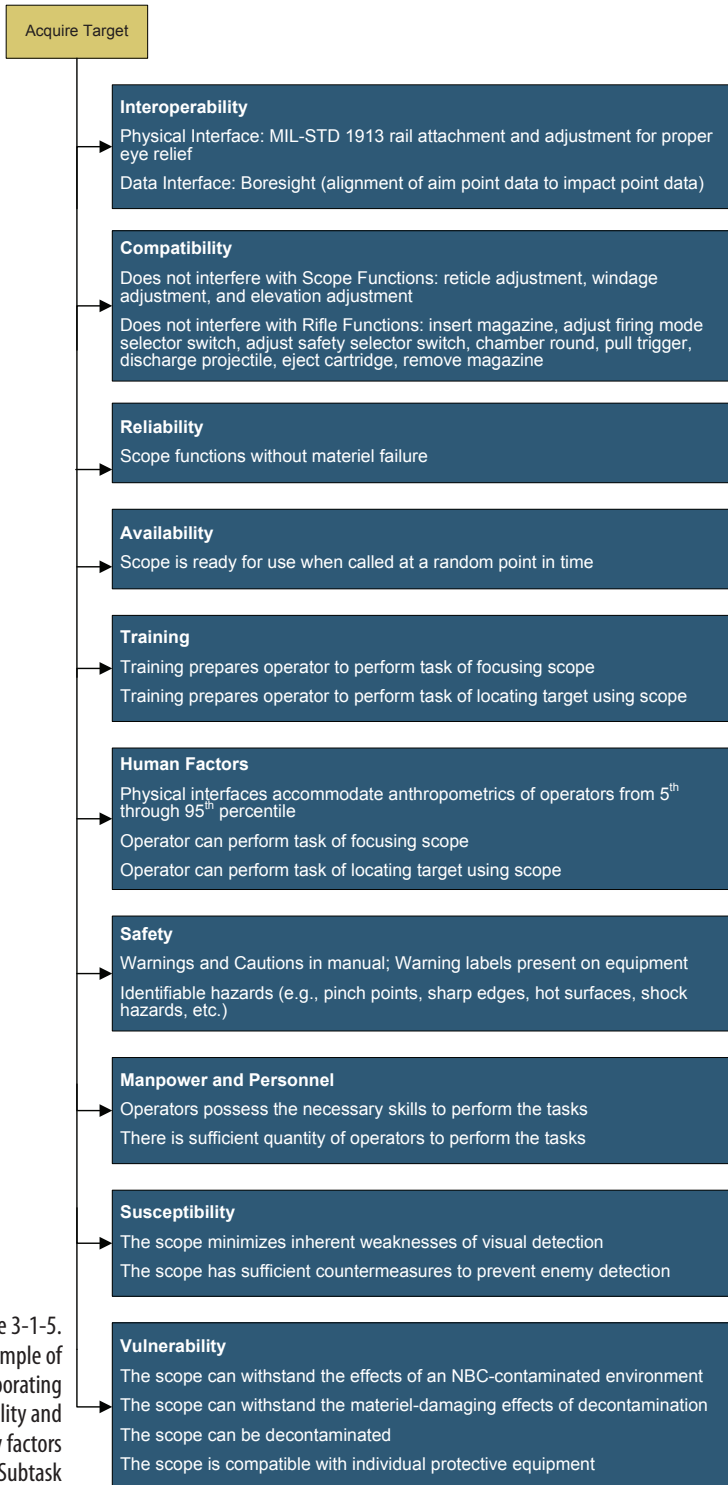 Acquire Target
Interoperability
Physical Interface: MIL-STD 1913 rail attachment and adjustment for proper
eye relief
Data Interface: Boresight (alignment of aim point data to impact point data)
Compatibility
Does not interfere with Scope Functions: reticle adjustment, windage
adjustment, and elevation adjustment
Does not interfere with Rifle Functions: insert magazine, adjust firing mode
selector switch, adjust safety selector switch, chamber round, pull trigger,
discharge projectile, eject cartridge, remove magazine
Reliability
Scope functions without materiel failure
Availability
Scope is ready for use when called at a random point in time
Training
Training prepares operator to perform task of focusing scope
Training prepares operator to perform task of locating target using scope
Human Factors
Physical interfaces accommodate anthropometrics of operators from 5th
through 95th percentile
Operator can perform task of focusing scope
Operator can perform task of locating target using scope
Safety
Warnings and Cautions in manual; Warning labels present on equipment
Identifiable hazards (e.g., pinch points, sharp edges, hot surfaces, shock
hazards, etc.)
Manpower and Personnel
Operators possess the necessary skills to perform the tasks
There is sufficient quantity of operators to perform the tasks
Susceptibility
The scope minimizes inherent weaknesses of visual detection
The scope has sufficient countermeasures to prevent enemy detection
Vulnerability
The scope can withstand the effects of an NBC-contaminated environment
The scope can withstand the materiel-damaging effects of decontamination
The scope can be decontaminated
The scope is compatible with individual protective equipment
3-1-5.
of
and
factors
Subtask